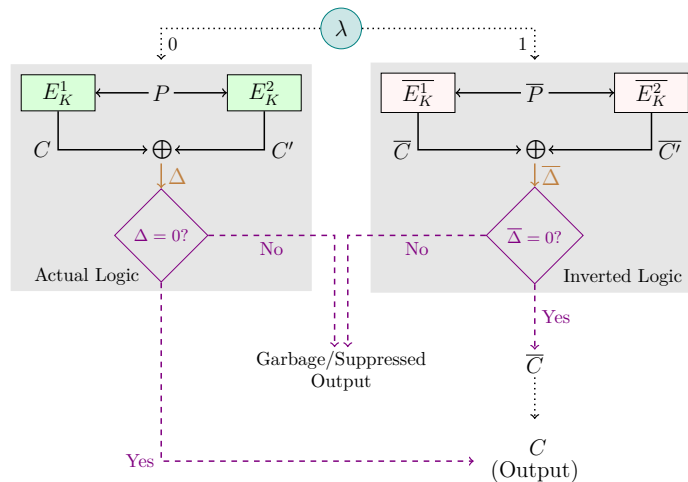 λ
0
1
E_K^1
P
E_K^2
C
⊕
C′
Δ
Δ = 0?
No
Actual Logic
Yes
\overline{E_K^1}
\overline{P}
\overline{E_K^2}
\overline{C}
⊕
\overline{C′}
\overline{Δ}
\overline{Δ} = 0?
No
Inverted Logic
Yes
Garbage/Suppressed
Output
\overline{C}
C
(Output)